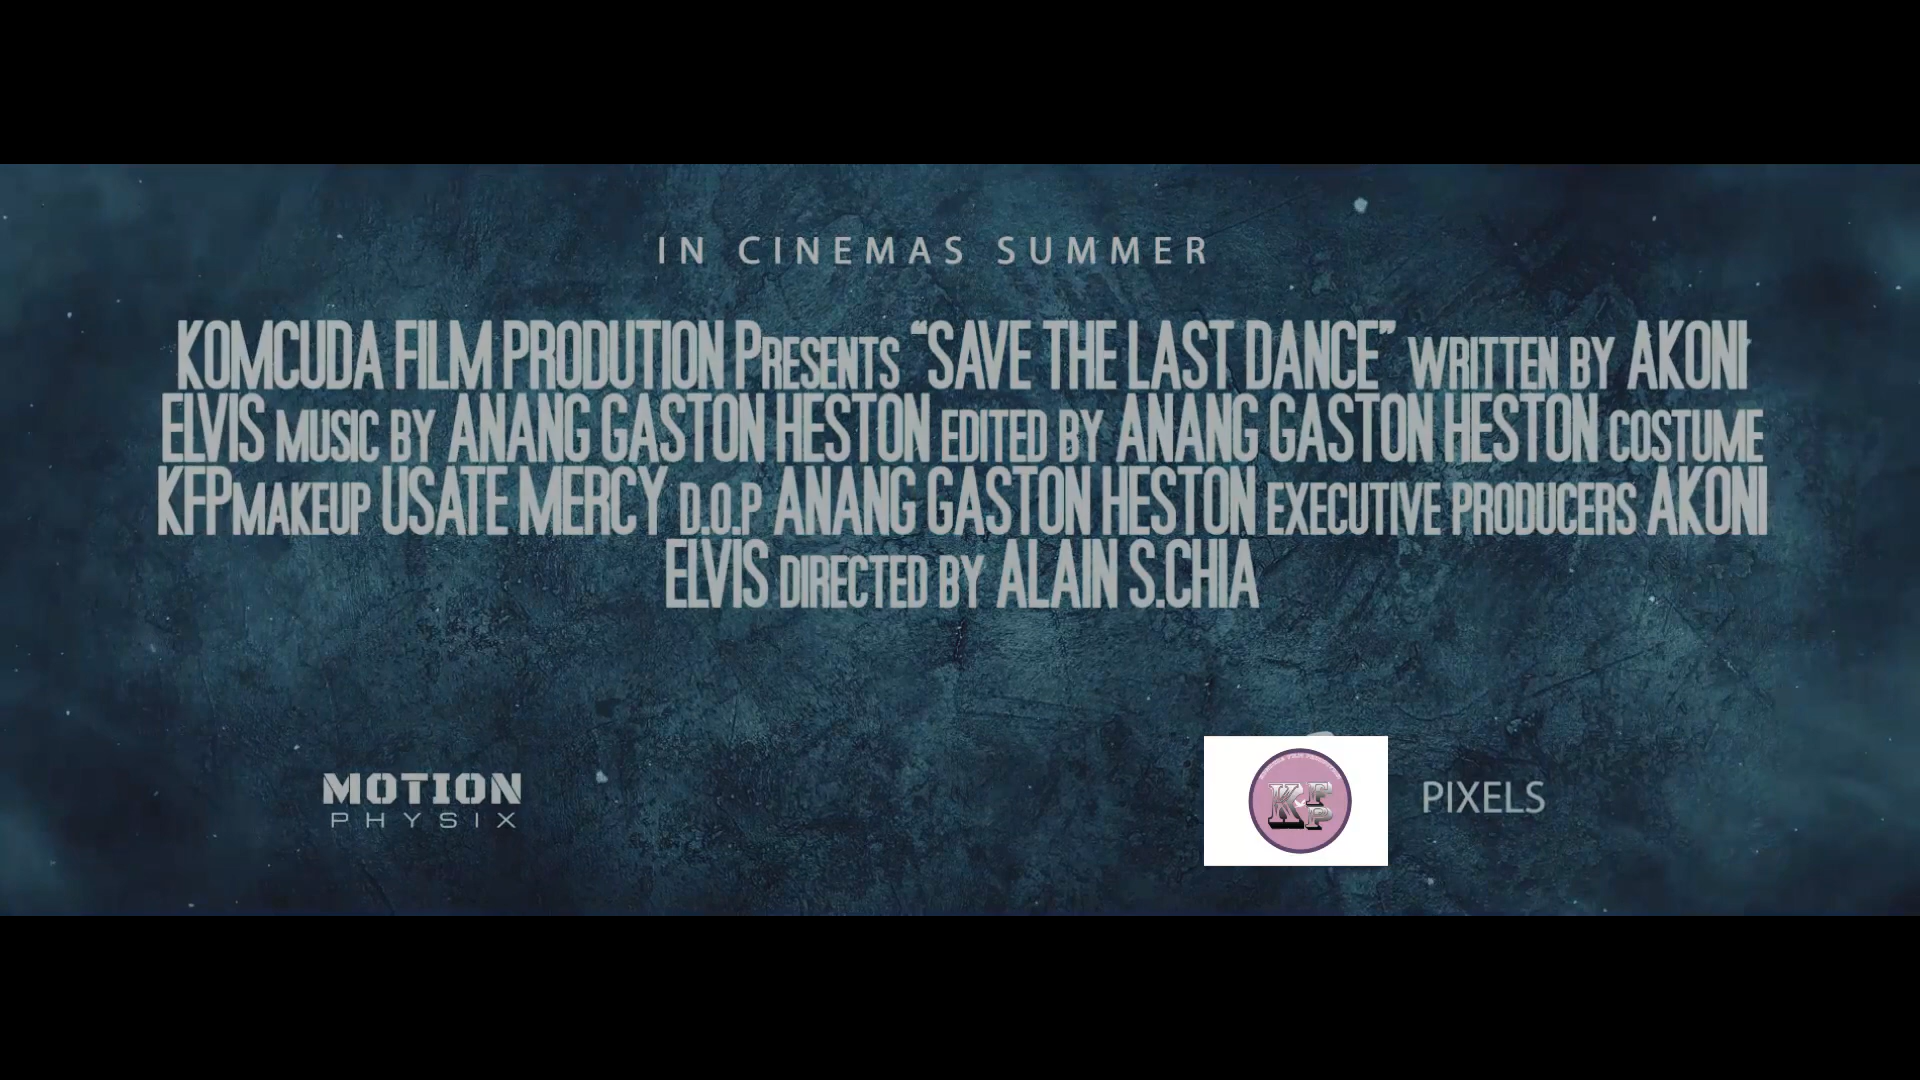 IN CINEMAS SUMMER
KOMCUDA FILM PRODUTION PRESENTS “SAVE THE LAST DANCE” WRITTEN BY AKONI
ELVIS MUSIC BY ANANG GASTON HESTON EDITED BY ANANG GASTON HESTON COSTUME
KFPMAKEUP USATE MERCY D.O.P ANANG GASTON HESTON EXECUTIVE PRODUCERS AKONI
ELVIS DIRECTED BY ALAIN S.CHIA
MOTION
PHYSIX
KFP
PIXELS